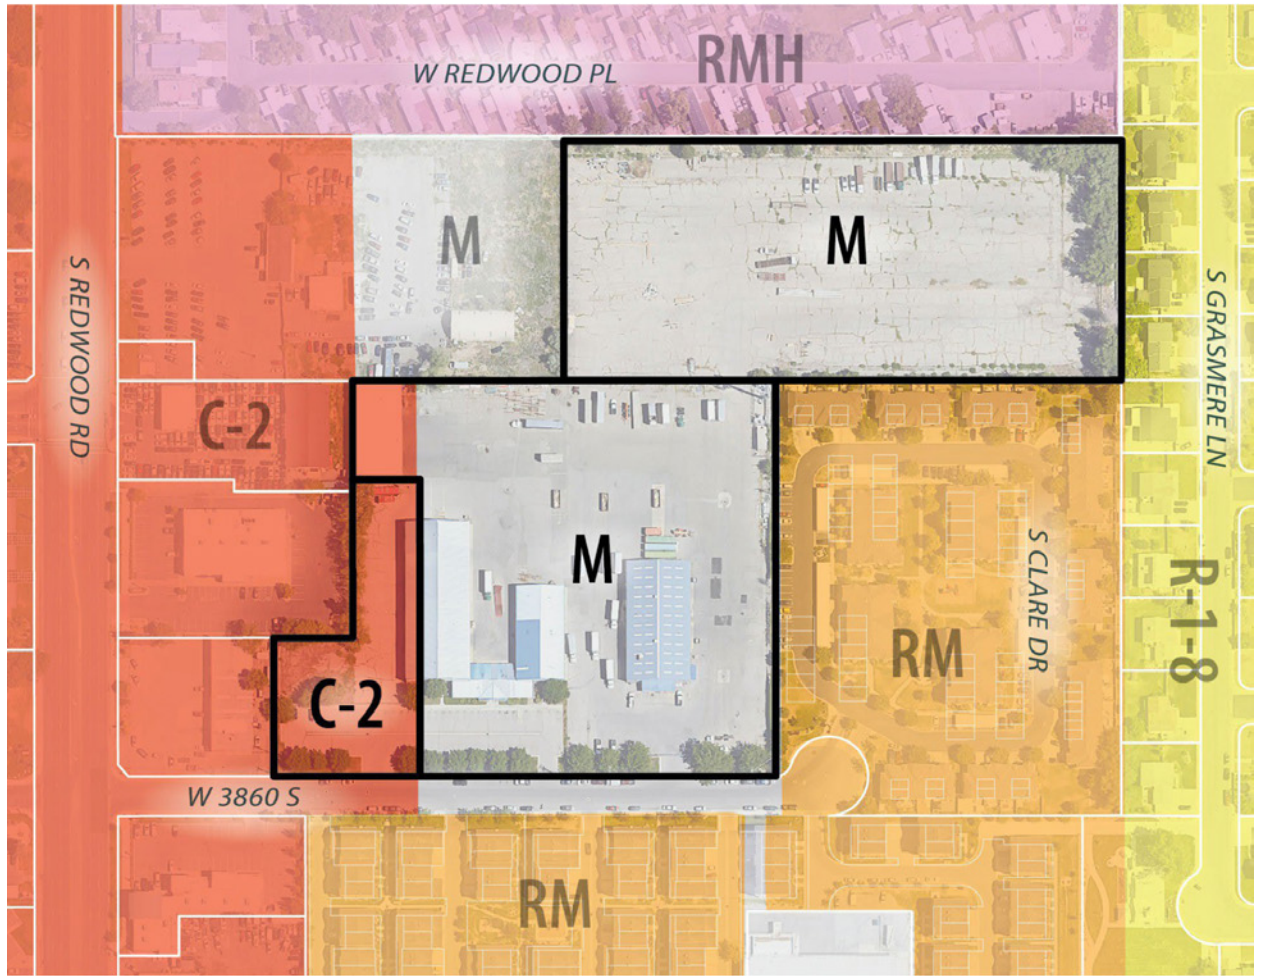 RMH
W REDWOOD PL
M
M
S REDWOOD RD
S GRASMERE LN
C-2
M
S CLARE DR
R-1-8
RM
C-2
W 3860 S
RM